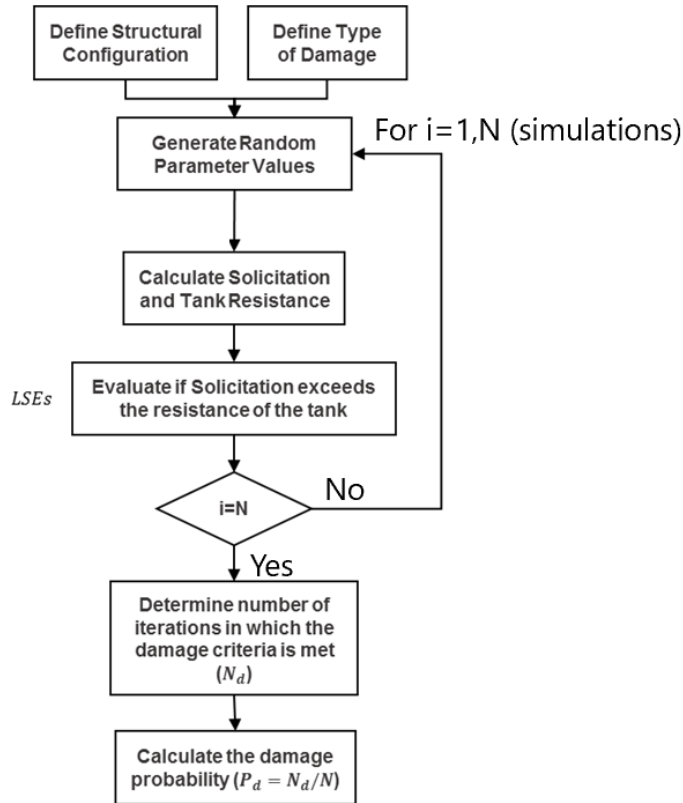 Define Structural
Configuration
Define Type
of Damage
For i=1,N (simulations)
Generate Random
Parameter Values
Calculate Solicitation
and Tank Resistance
LSEs
Evaluate if Solicitation exceeds
the resistance of the tank
i=N
No
Yes
Determine number of
iterations in which the
damage criteria is met
(N_d)
Calculate the damage
probability (P_d = N_d/N)